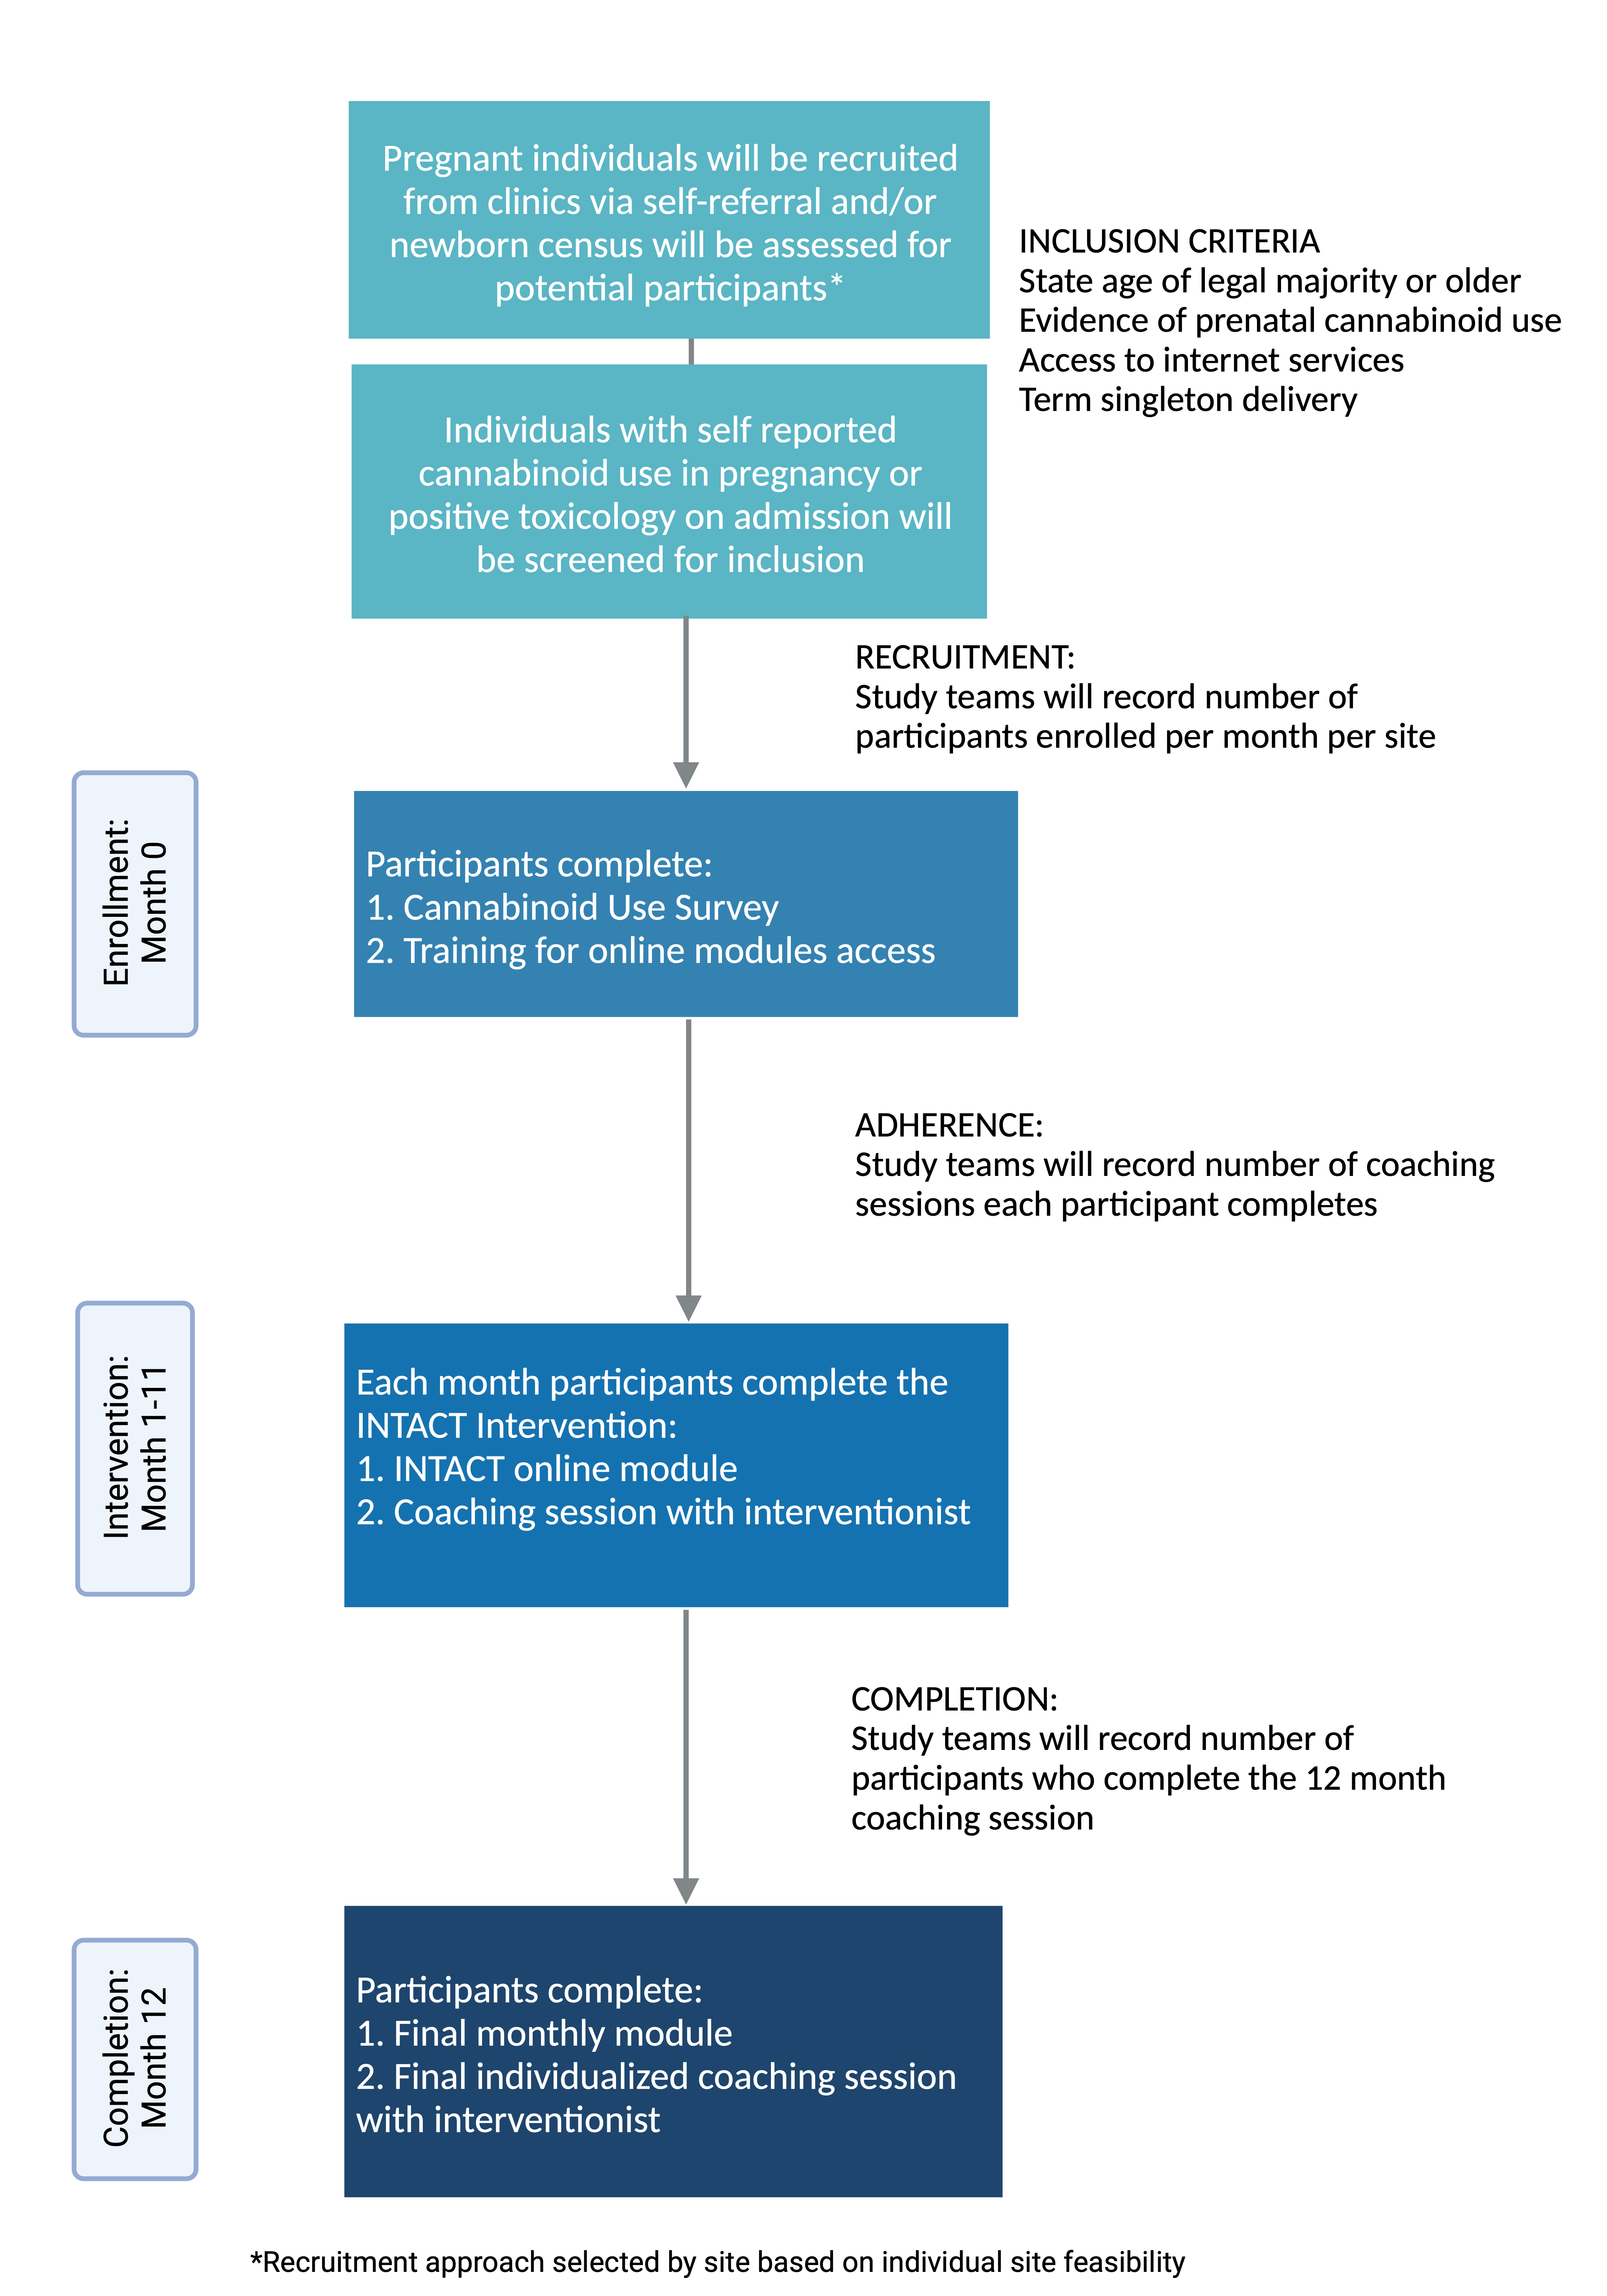 Pregnant individuals will be recruited
from clinics via self-referral and/or
newborn census will be assessed for
potential participants*
INCLUSION CRITERIA
State age of legal majority or older
Evidence of prenatal cannabinoid use
Access to internet services
Term singleton delivery
Individuals with self reported
cannabinoid use in pregnancy or
positive toxicology on admission will
be screened for inclusion
RECRUITMENT:
Study teams will record number of
participants enrolled per month per site
Enrollment:
Month 0
Participants complete:
1. Cannabinoid Use Survey
2. Training for online modules access
ADHERENCE:
Study teams will record number of coaching
sessions each participant completes
Intervention:
Month 1-11
Each month participants complete the
INTACT Intervention:
1. INTACT online module
2. Coaching session with interventionist
COMPLETION:
Study teams will record number of
participants who complete the 12 month
coaching session
Completion:
Month 12
Participants complete:
1. Final monthly module
2. Final individualized coaching session
with interventionist
*Recruitment approach selected by site based on individual site feasibility